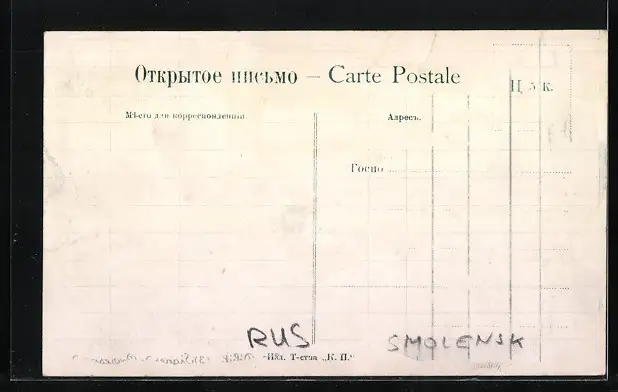 Открытое письмо — Carte Postale
Ц. 5 к.
Мѣсто для корреспонденціи
Адресъ.
Госпо
RUS
SMOLENSK
Изд. Т-ства „К. П.“